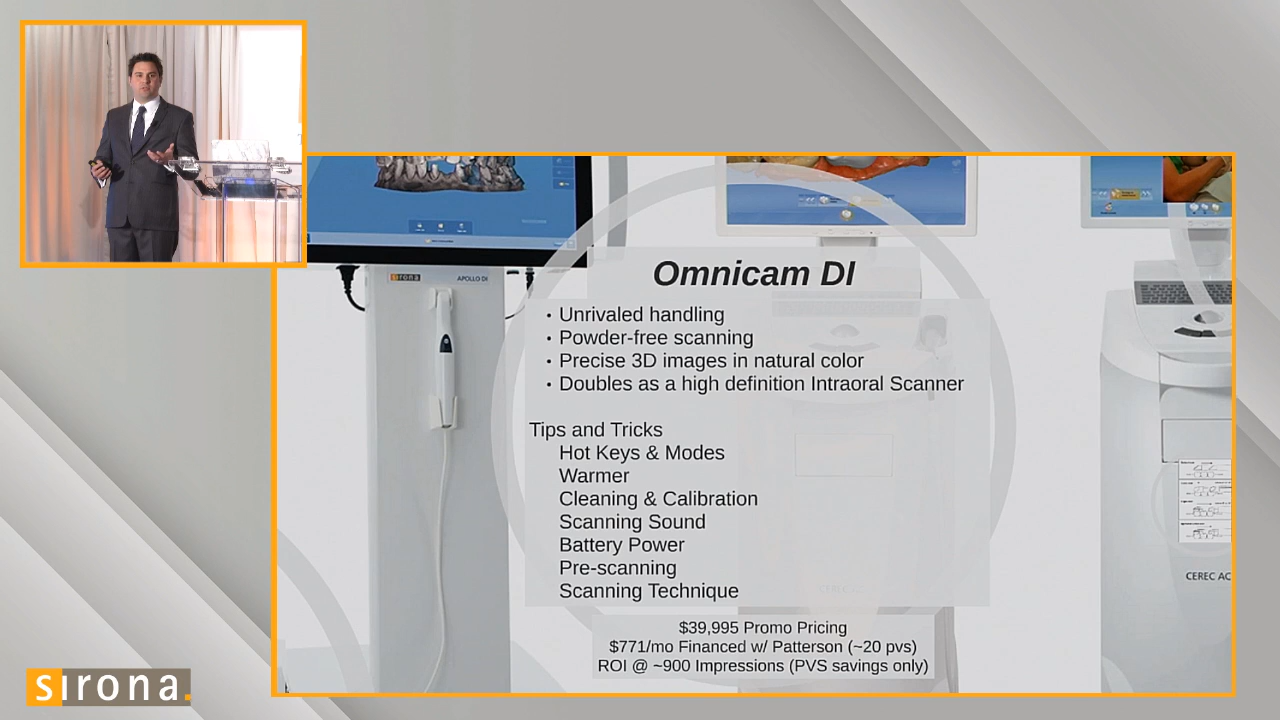 sirona
APOLLO DI
Omnicam DI
• Unrivaled handling
• Powder-free scanning
• Precise 3D images in natural color
• Doubles as a high definition Intraoral Scanner
Tips and Tricks
Hot Keys & Modes
Warmer
Cleaning & Calibration
Scanning Sound
Battery Power
Pre-scanning
Scanning Technique
CEREC AC
$39,995 Promo Pricing
$771/mo Financed w/ Patterson (~20 pvs)
ROI @ ~900 Impressions (PVS savings only)
sirona.